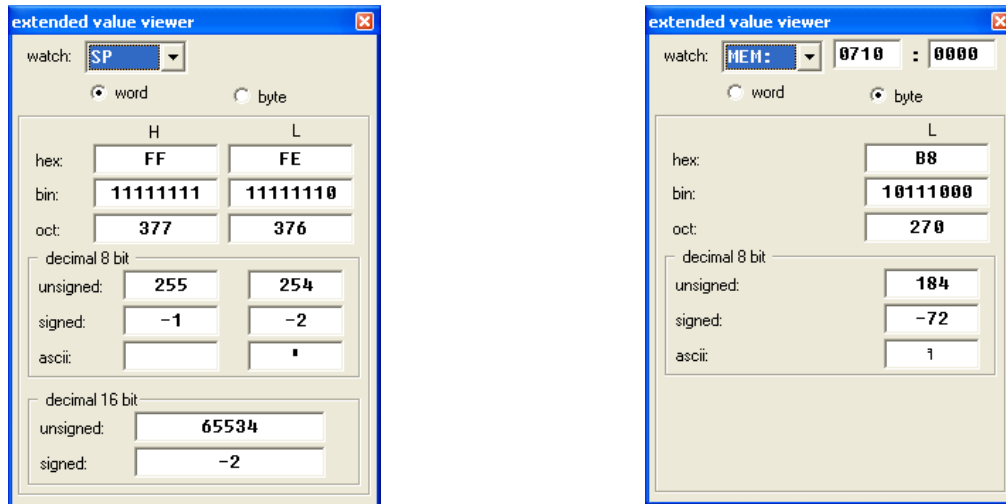 extended value viewer
watch: SP
word byte
H L
hex: FF FE
bin: 11111111 11111110
oct: 377 376
decimal 8 bit
unsigned: 255 254
signed: -1 -2
ascii: ■
decimal 16 bit
unsigned: 65534
signed: -2
extended value viewer
watch: MEM: 0710 : 0000
word byte
L
hex: B8
bin: 10111000
oct: 270
decimal 8 bit
unsigned: 184
signed: -72
ascii: ╕